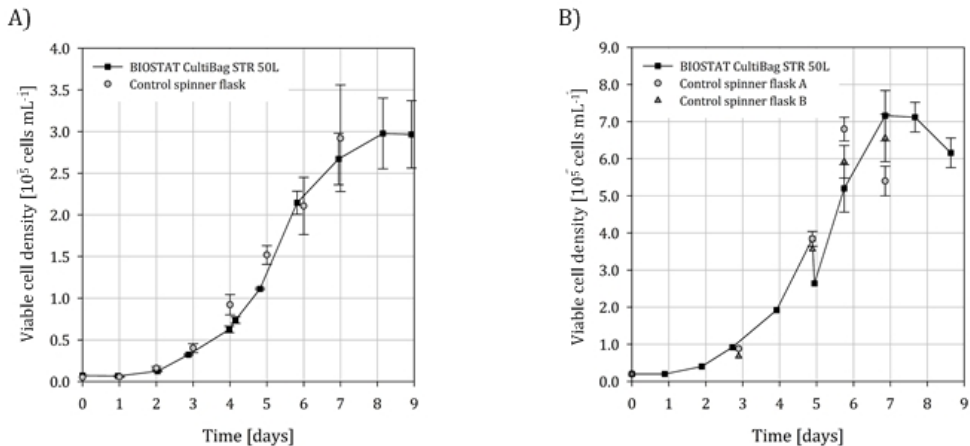 A)
4.0
3.5
3.0
2.5
2.0
1.5
1.0
0.5
0.0
Viable cell density [10⁵ cells mL⁻¹]
BIOSTAT CultiBag STR 50L
Control spinner flask
0 1 2 3 4 5 6 7 8 9
Time [days]
B)
9.0
8.0
7.0
6.0
5.0
4.0
3.0
2.0
1.0
0.0
Viable cell density [10⁵ cells mL⁻¹]
BIOSTAT CultiBag STR 50L
Control spinner flask A
Control spinner flask B
0 1 2 3 4 5 6 7 8 9
Time [days]